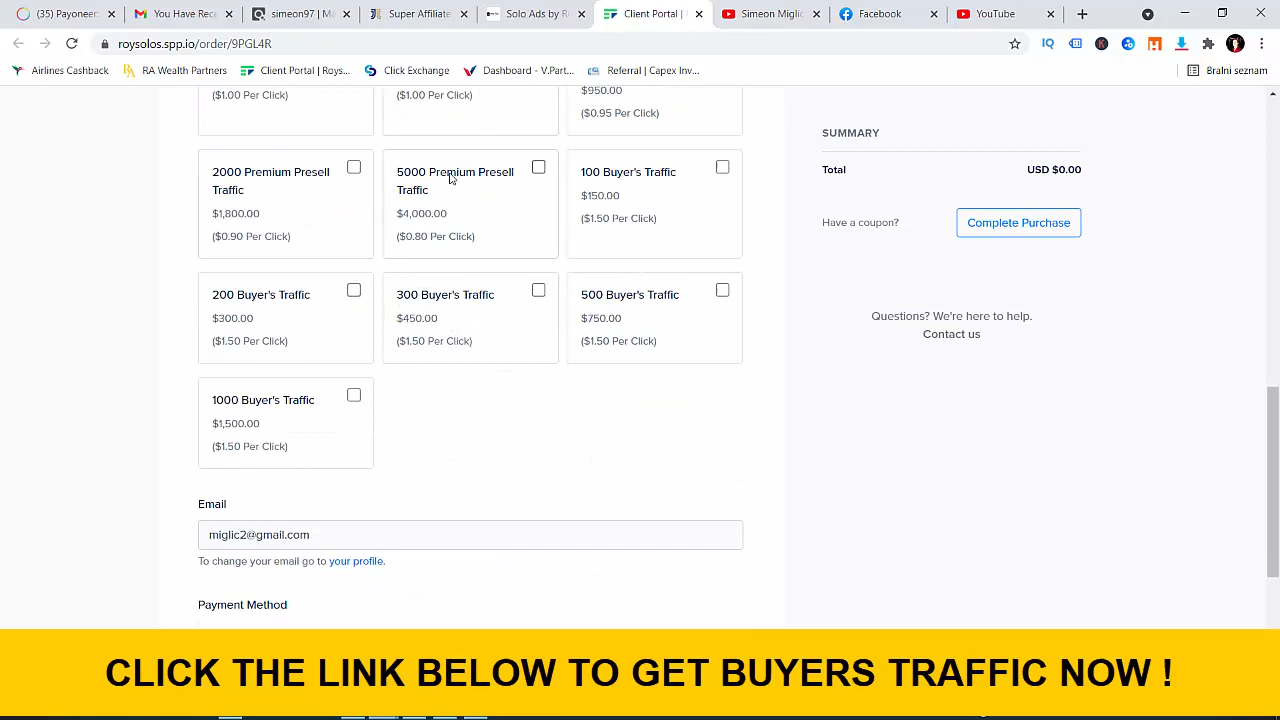 (35) Payoneer
You Have Rece
simeon97 | Ma
Super Affiliate
Solo Ads by Ro
Client Portal |
Simeon Miglic
Facebook
YouTube
roysolos.spp.io/order/9PGL4R
Airlines Cashback
RA Wealth Partners
Client Portal | Roys...
Click Exchange
Dashboard - V.Part...
Referral | Capex Inv...
Bralni seznam
($1.00 Per Click)
($1.00 Per Click)
$950.00
($0.95 Per Click)
2000 Premium Presell
Traffic
$1,800.00
($0.90 Per Click)
5000 Premium Presell
Traffic
$4,000.00
($0.80 Per Click)
100 Buyer's Traffic
$150.00
($1.50 Per Click)
200 Buyer's Traffic
$300.00
($1.50 Per Click)
300 Buyer's Traffic
$450.00
($1.50 Per Click)
500 Buyer's Traffic
$750.00
($1.50 Per Click)
1000 Buyer's Traffic
$1,500.00
($1.50 Per Click)
Email
miglic2@gmail.com
To change your email go to your profile.
Payment Method
SUMMARY
Total USD $0.00
Have a coupon?
Complete Purchase
Questions? We're here to help.
Contact us
CLICK THE LINK BELOW TO GET BUYERS TRAFFIC NOW !